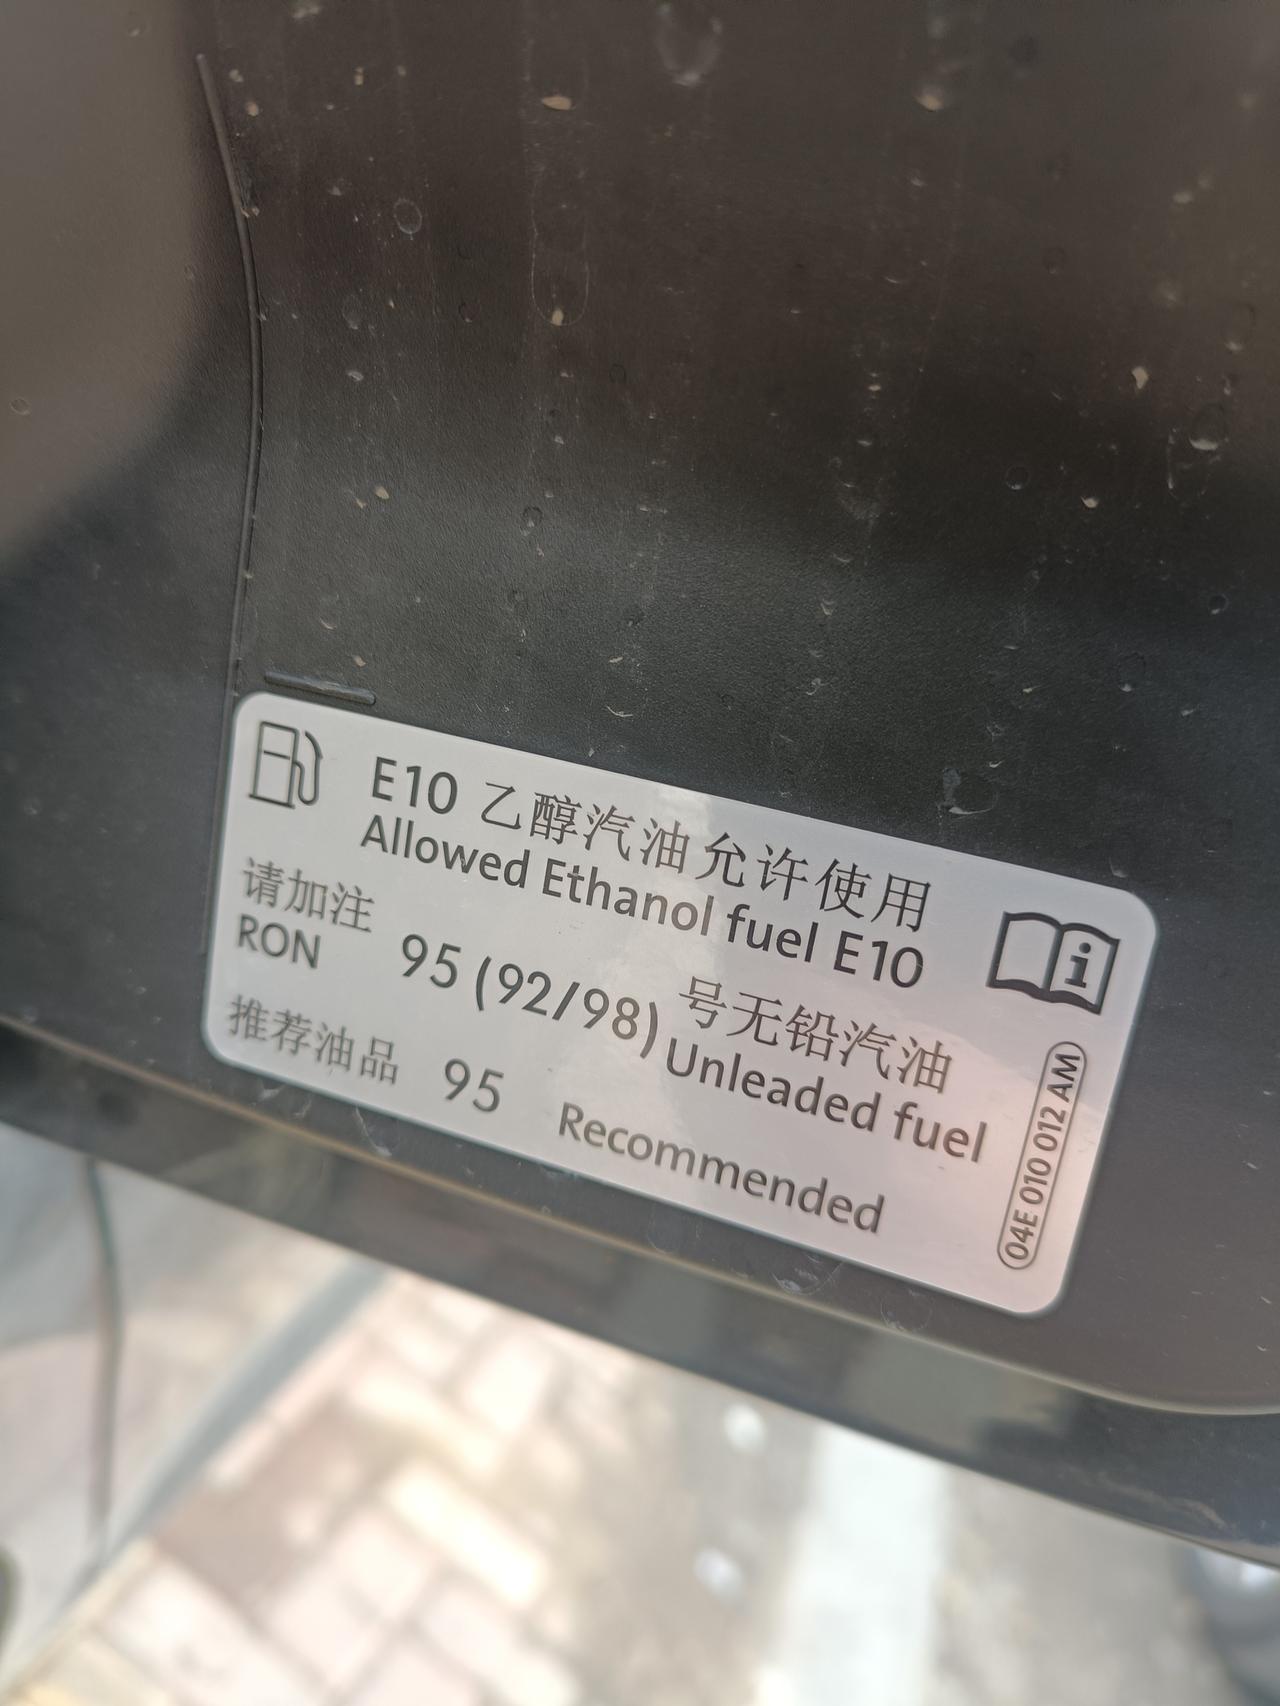 E10 乙醇汽油允许使用
Allowed Ethanol fuel E10
请加注 95 (92/98) 号无铅汽油
RON Unleaded fuel
推荐油品 95 Recommended
04E 010 012 AM